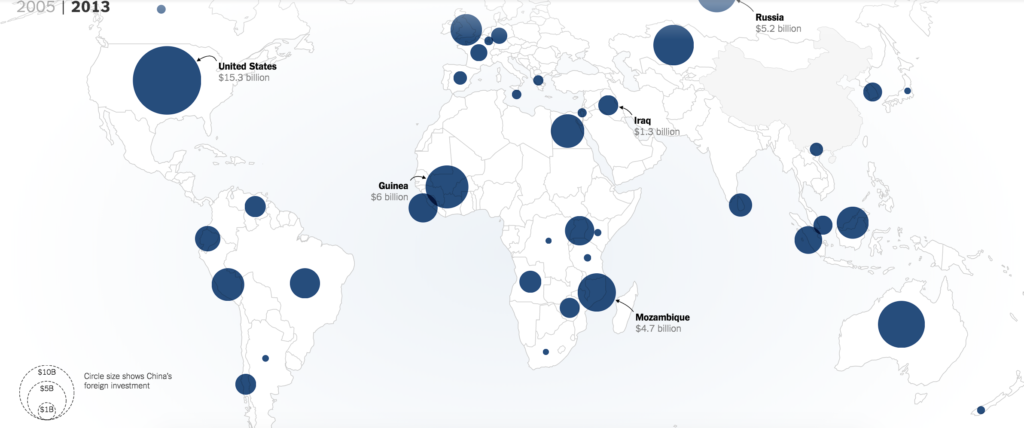 2005 | 2013
Russia
$5.2 billion
United States
$15.3 billion
Iraq
$1.3 billion
Guinea
$6 billion
Mozambique
$4.7 billion
$10B
$5B
$1B
Circle size shows China's
foreign investment